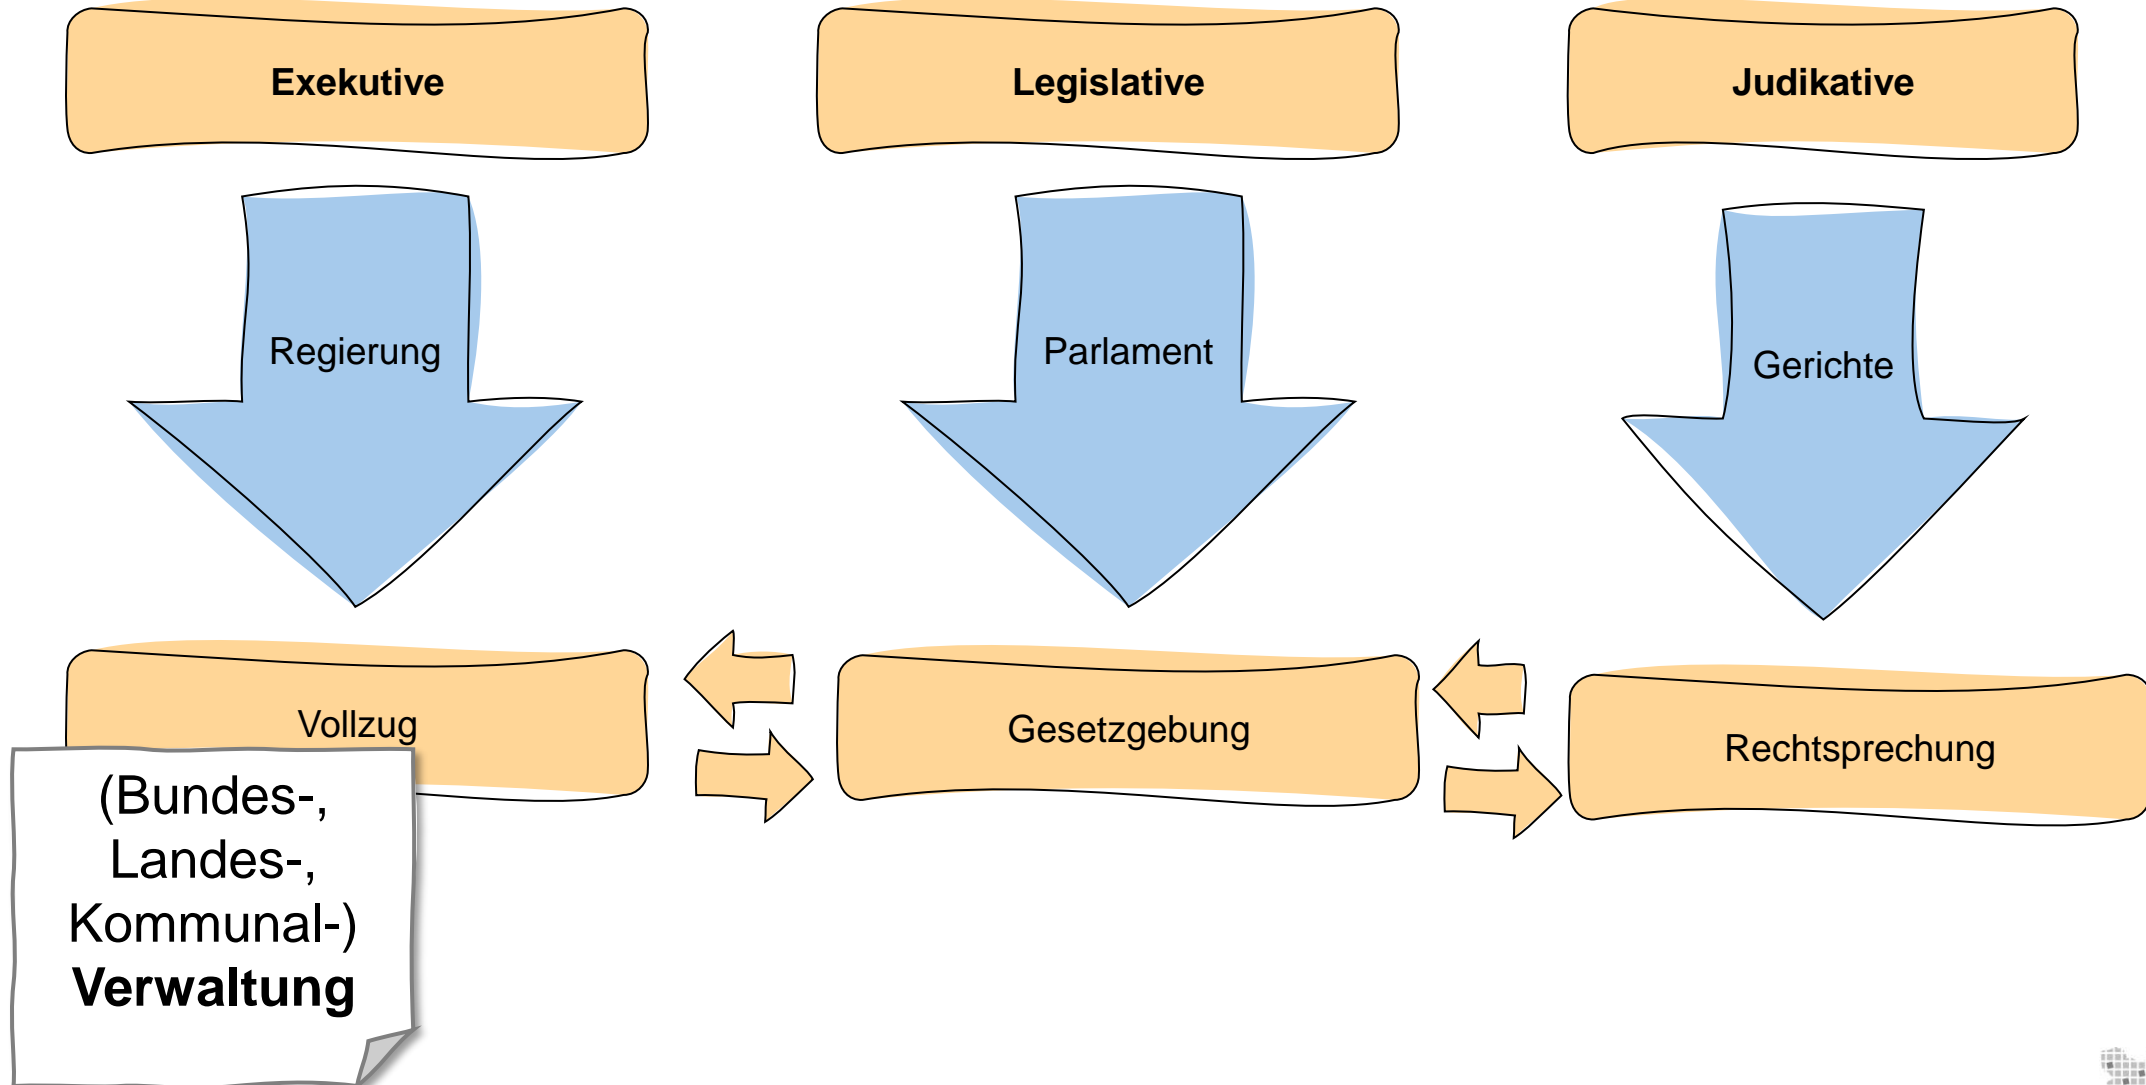 Exekutive
Legislative
Judikative
Regierung
Parlament
Gerichte
Vollzug
Gesetzgebung
Rechtsprechung
(Bundes-,
Landes-,
Kommunal-)
Verwaltung